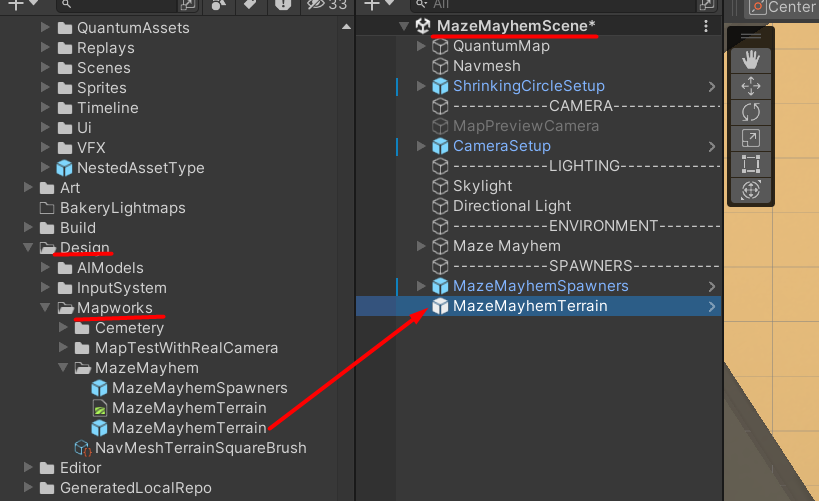 33
QuantumAssets
Replays
Scenes
Sprites
Timeline
Ui
VFX
NestedAssetType
Art
BakeryLightmaps
Build
Design
AIModels
InputSystem
Mapworks
Cemetery
MapTestWithRealCamera
MazeMayhem
MazeMayhemSpawners
MazeMayhemTerrain
MazeMayhemTerrain
NavMeshTerrainSquareBrush
Editor
GeneratedLocalRepo
All
MazeMayhemScene*
QuantumMap
Navmesh
ShrinkingCircleSetup
------------CAMERA--------------
MapPreviewCamera
CameraSetup
------------LIGHTING-------------
Skylight
Directional Light
------------ENVIRONMENT--------
Maze Mayhem
------------SPAWNERS-----------
MazeMayhemSpawners
MazeMayhemTerrain
Center